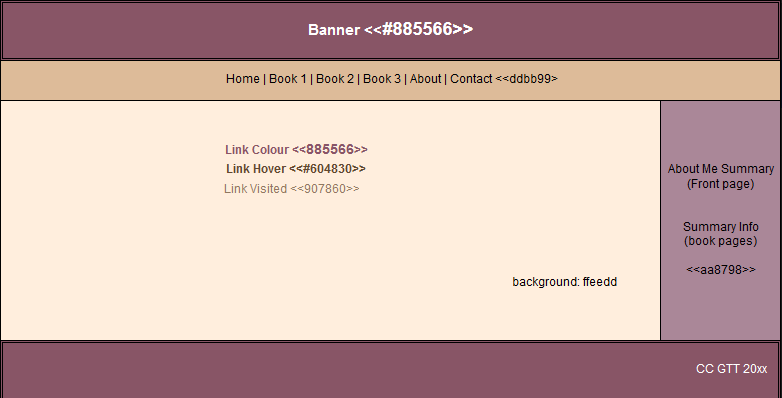 Banner <<#885566>>
Home | Book 1 | Book 2 | Book 3 | About | Contact <<ddbb99>
Link Colour <<885566>>
Link Hover <<#604830>>
Link Visited <<907860>>
About Me Summary
(Front page)
Summary Info
(book pages)
<<aa8798>>
background: ffeedd
CC GTT 20xx